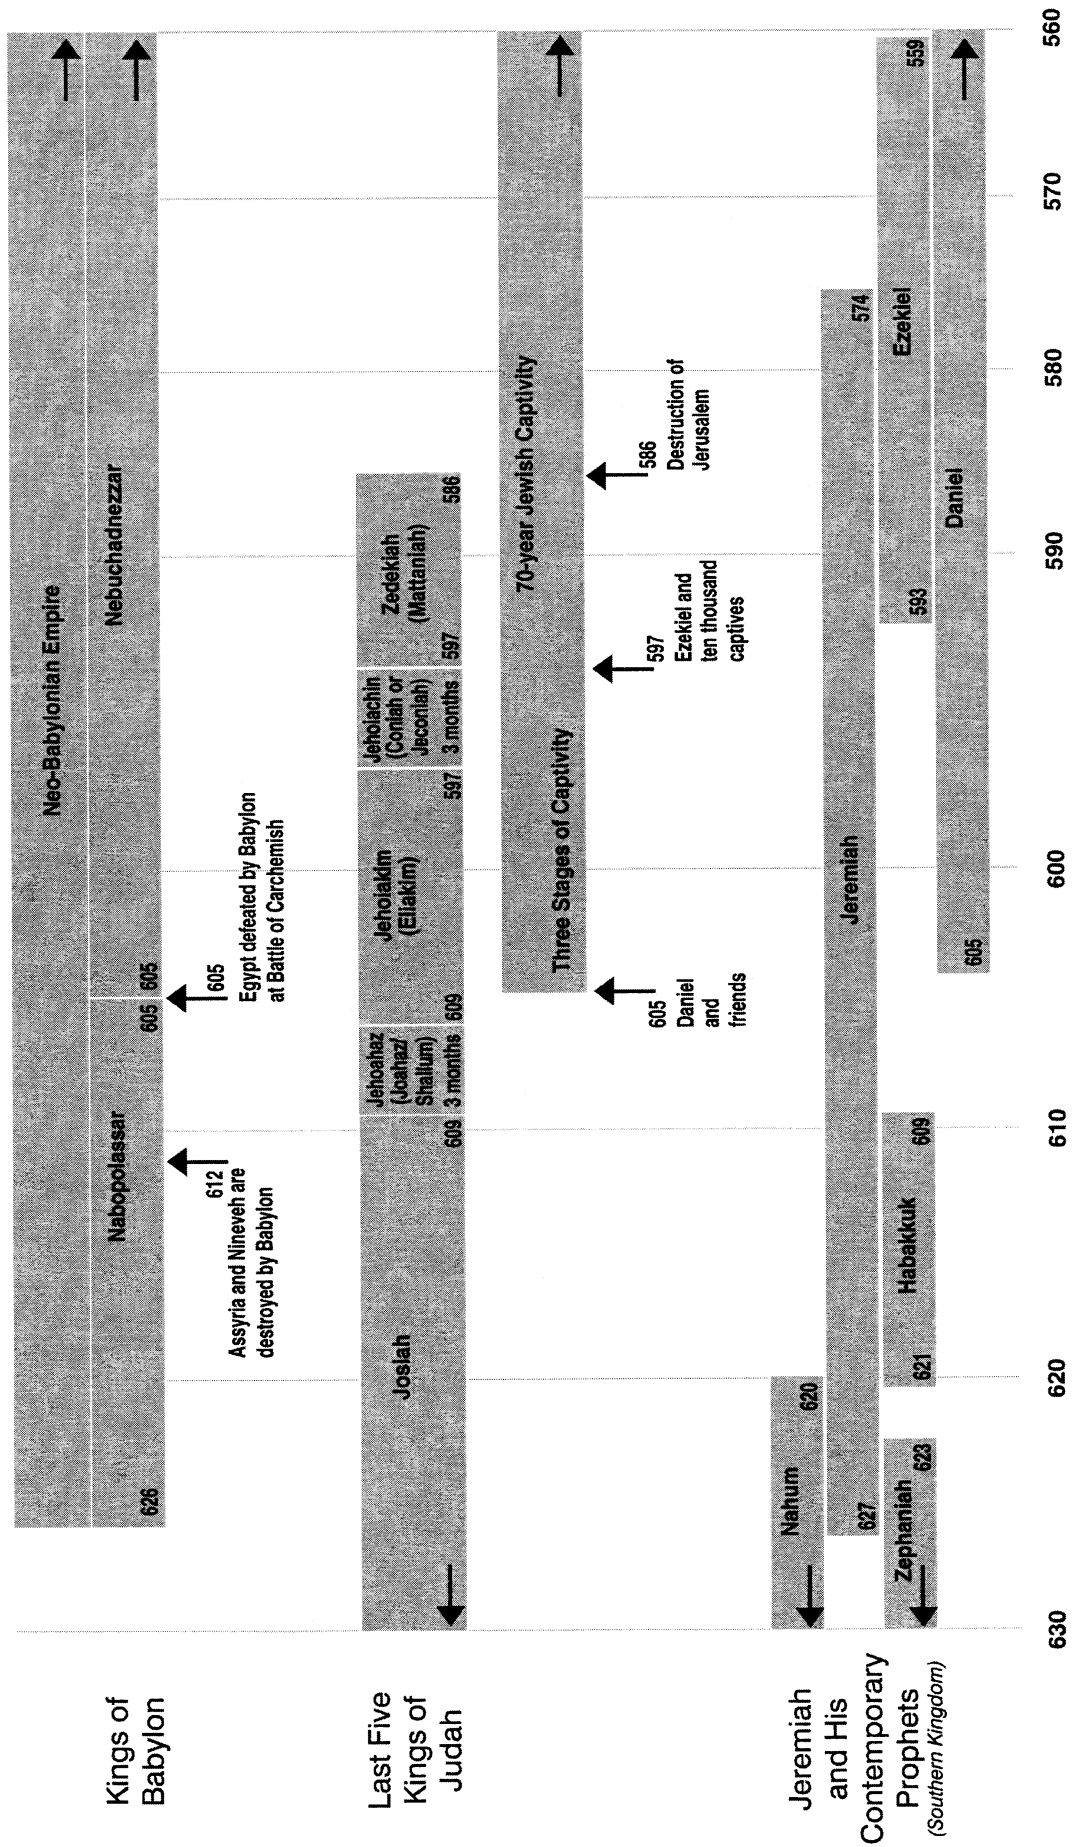 Kings of
Babylon
Neo-Babylonian Empire
626
Nabopolassar
605
605
Nebuchadnezzar
612
Assyria and Nineveh are
destroyed by Babylon
605
Egypt defeated by Babylon
at Battle of Carchemish
Last Five
Kings of
Judah
Josiah
609
Jehoahaz
(Joahaz/
Shallum)
3 months
609
Jehoiakim
(Eliakim)
597
Jehoiachin
(Coniah or
Jeconiah)
3 months
597
Zedekiah
(Mattaniah)
586
70-year Jewish Captivity
Three Stages of Captivity
605
Daniel
and
friends
597
Ezekiel and
ten thousand
captives
586
Destruction of
Jerusalem
Jeremiah
and His
Contemporary
Prophets
(Southern Kingdom)
Nahum
620
627
Jeremiah
574
Zephaniah
623
621
Habakkuk
609
593
Ezekiel
559
605
Daniel
630
620
610
600
590
580
570
560